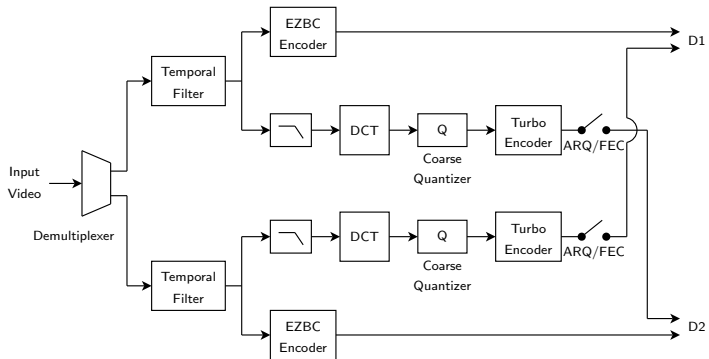 EZBC
Encoder
D1
Temporal
Filter
DCT
Q
Turbo
Encoder
ARQ/FEC
Coarse
Quantizer
Input
Video
Demultiplexer
DCT
Q
Turbo
Encoder
ARQ/FEC
Coarse
Quantizer
Temporal
Filter
EZBC
Encoder
D2